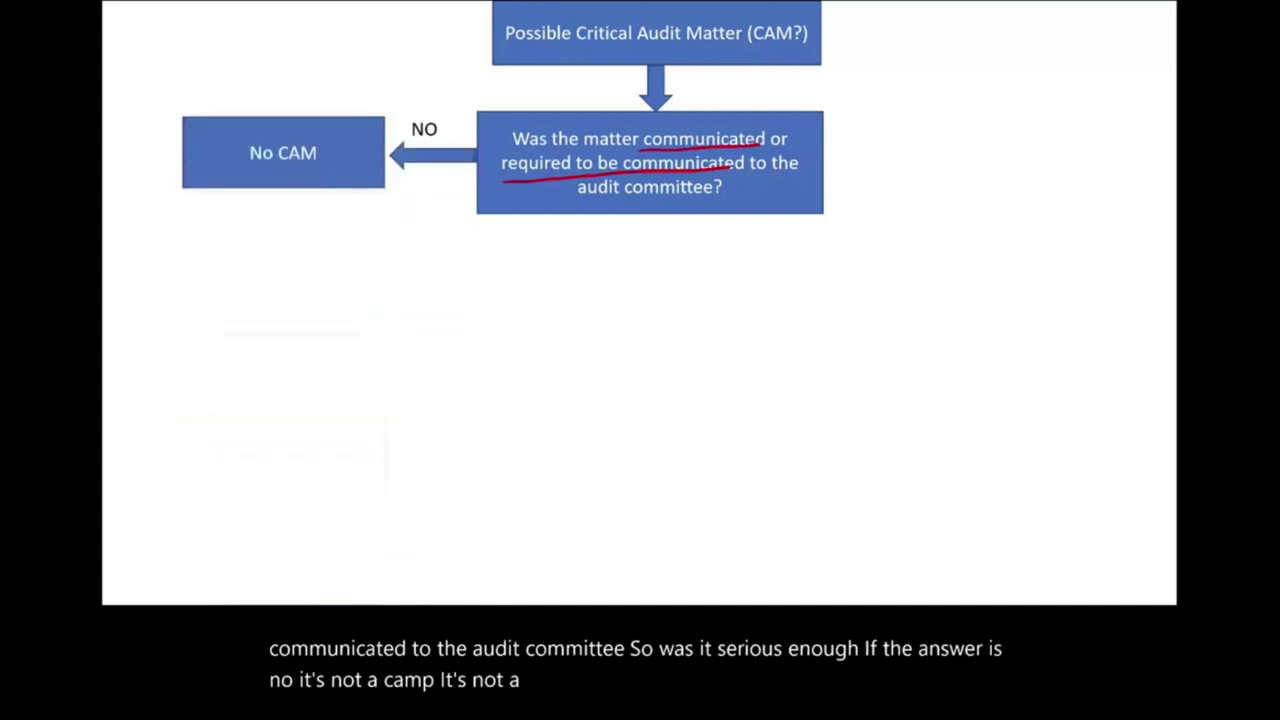 Possible Critical Audit Matter (CAM?)
NO
No CAM
Was the matter communicated or
required to be communicated to the
audit committee?
communicated to the audit committee So was it serious enough If the answer is
no it's not a camp It's not a